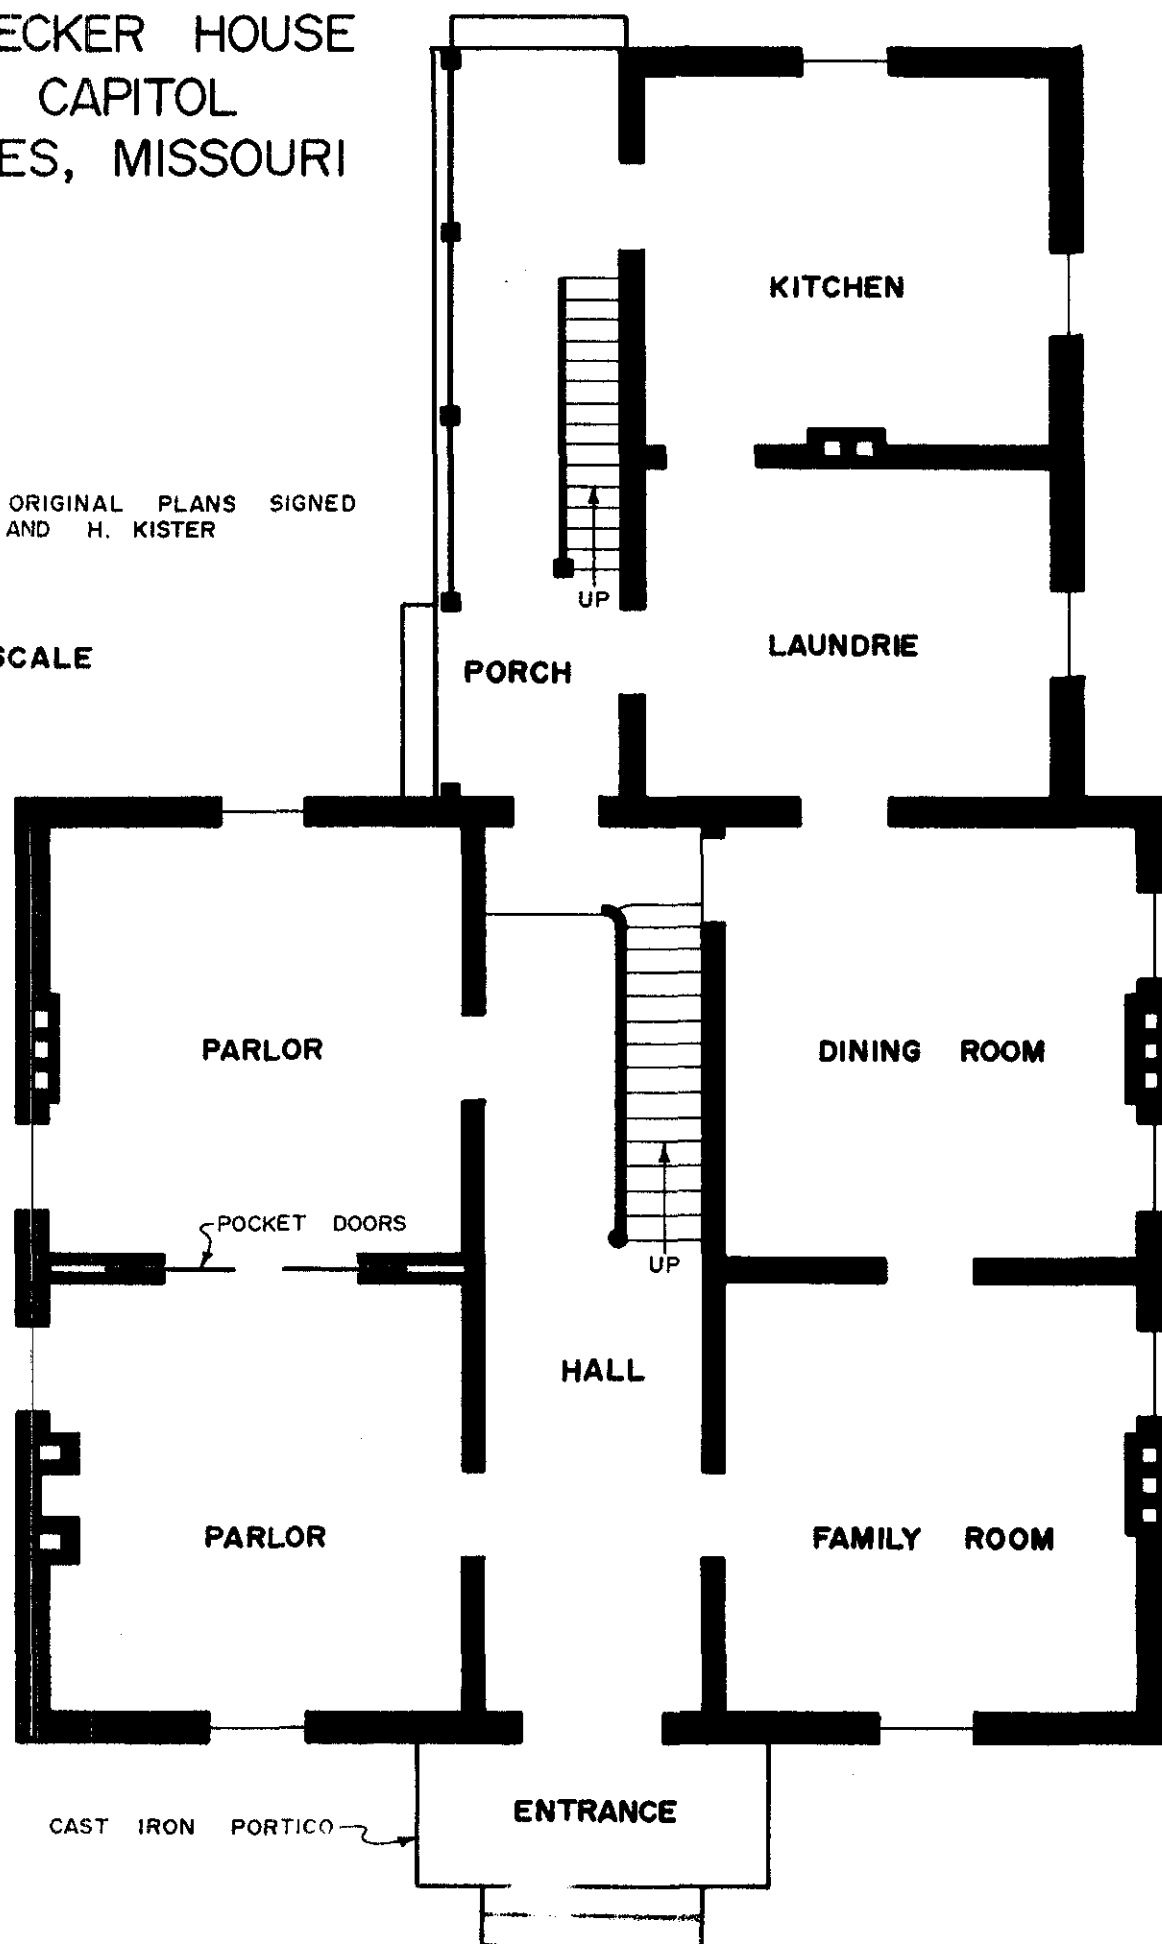 ECKER HOUSE
CAPITOL
ES, MISSOURI
KITCHEN
ORIGINAL PLANS SIGNED
AND H. KISTER
UP
SCALE
PORCH
LAUNDRIE
PARLOR
DINING ROOM
POCKET DOORS
UP
HALL
PARLOR
FAMILY ROOM
ENTRANCE
CAST IRON PORTICO